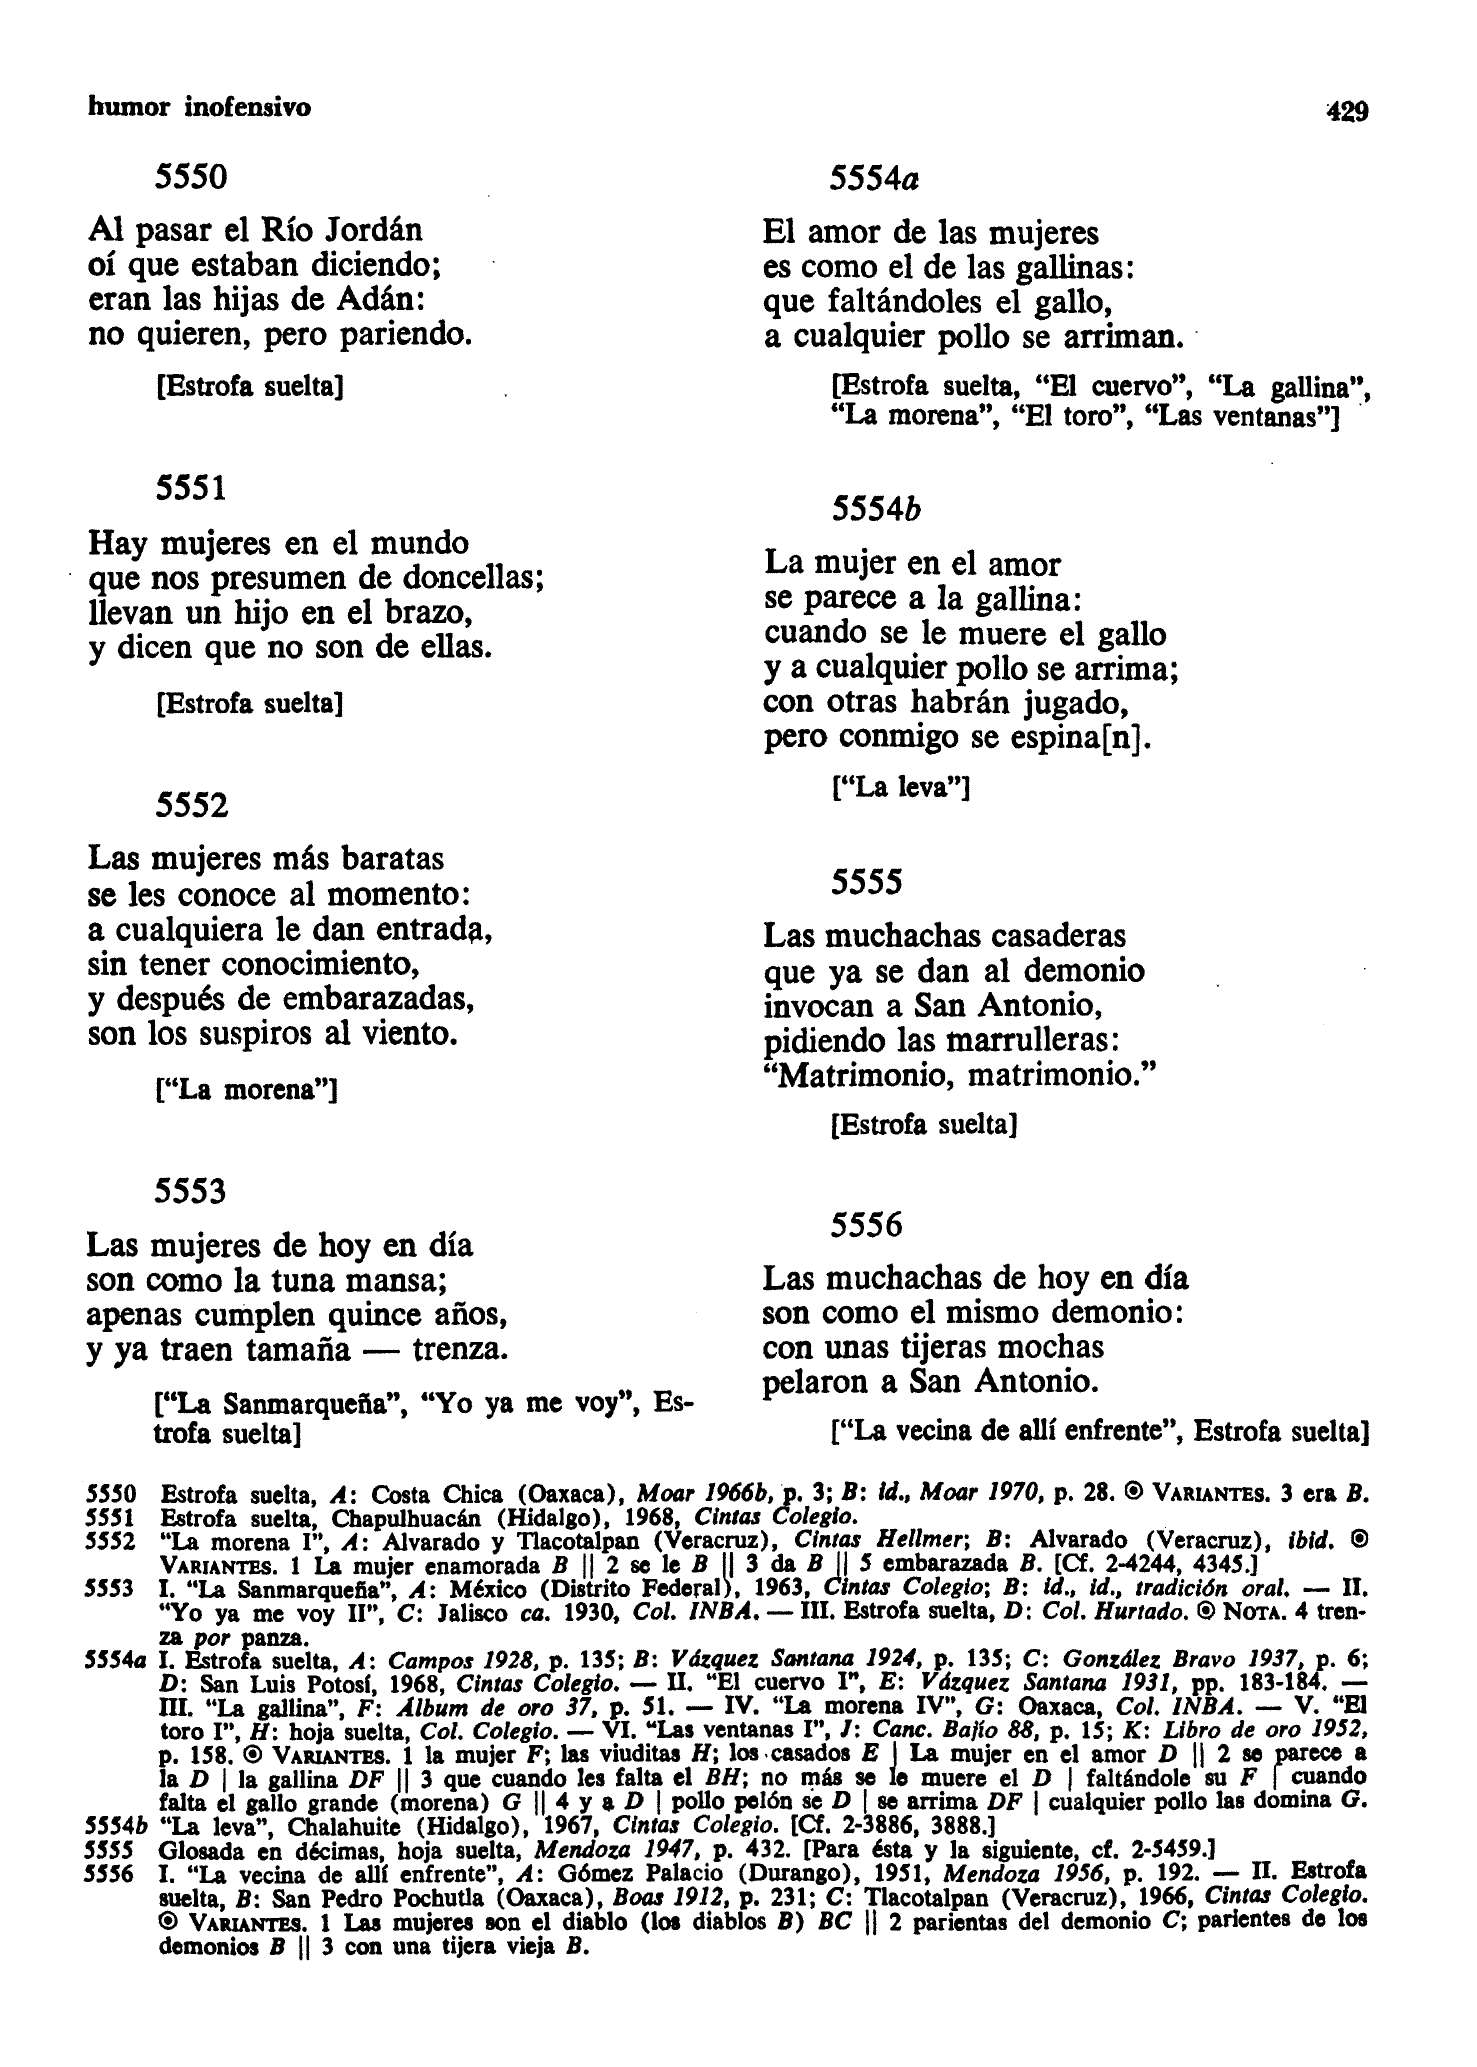 humor inofensivo
429
5550
Al pasar el Río Jordán
oí que estaban diciendo;
eran las hijas de Adán:
no quieren, pero pariendo.
[Estrofa suelta]
5551
Hay mujeres en el mundo
que nos presumen de doncellas;
llevan un hijo en el brazo,
y dicen que no son de ellas.
[Estrofa suelta]
5552
Las mujeres más baratas
se les conoce al momento:
a cualquiera le dan entrada,
sin tener conocimiento,
y después de embarazadas,
son los suspiros al viento.
["La morena"]
5553
Las mujeres de hoy en día
son como la tuna mansa;
apenas cumplen quince años,
y ya traen tamaña — trenza.
["La Sanmarqueña", "Yo ya me voy", Es-
trofa suelta]
5554a
El amor de las mujeres
es como el de las gallinas:
que faltándoles el gallo,
a cualquier pollo se arriman.
[Estrofa suelta, "El cuervo", "La gallina",
"La morena", "El toro", "Las ventanas"]
5554b
La mujer en el amor
se parece a la gallina:
cuando se le muere el gallo
y a cualquier pollo se arrima;
con otras habrán jugado,
pero conmigo se espina[n].
["La leva"]
5555
Las muchachas casaderas
que ya se dan al demonio
invocan a San Antonio,
pidiendo las marrulleras:
"Matrimonio, matrimonio."
[Estrofa suelta]
5556
Las muchachas de hoy en día
son como el mismo demonio:
con unas tijeras mochas
pelaron a San Antonio.
["La vecina de allí enfrente", Estrofa suelta]
5550 Estrofa suelta, A: Costa Chica (Oaxaca), Moar 1966b, p. 3; B: id., Moar 1970, p. 28. ⊙ VARIANTES. 3 era B.
5551 Estrofa suelta, Chapulhuacán (Hidalgo), 1968, Cintas Colegio.
5552 "La morena I", A: Alvarado y Tlacotalpan (Veracruz), Cintas Hellmer; B: Alvarado (Veracruz), ibid. ⊙
VARIANTES. 1 La mujer enamorada B || 2 se le B || 3 da B || 5 embarazada B. [Cf. 2-4244, 4345.]
5553 I. "La Sanmarqueña", A: México (Distrito Federal), 1963, Cintas Colegio; B: id., id., tradición oral. — II.
"Yo ya me voy II", C: Jalisco ca. 1930, Col. INBA. — III. Estrofa suelta, D: Col. Hurtado. ⊙ NOTA. 4 tren-
za por panza.
5554a I. Estrofa suelta, A: Campos 1928, p. 135; B: Vázquez Santana 1924, p. 135; C: González Bravo 1937, p. 6;
D: San Luis Potosí, 1968, Cintas Colegio. — II. "El cuervo I", E: Vázquez Santana 1931, pp. 183-184. —
III. "La gallina", F: Álbum de oro 37, p. 51. — IV. "La morena IV", G: Oaxaca, Col. INBA. — V. "El
toro I", H: hoja suelta, Col. Colegio. — VI. "Las ventanas I", J: Canc. Bajío 88, p. 15; K: Libro de oro 1952,
p. 158. ⊙ VARIANTES. 1 la mujer F; las viuditas H; los casados E | La mujer en el amor D || 2 se parece a
la D | la gallina DF || 3 que cuando les falta el BH; no más se le muere el D | faltándole su F | cuando
falta el gallo grande (morena) G || 4 y a D | pollo pelón se D | se arrima DF | cualquier pollo las domina G.
5554b "La leva", Chalahuite (Hidalgo), 1967, Cintas Colegio. [Cf. 2-3886, 3888.]
5555 Glosada en décimas, hoja suelta, Mendoza 1947, p. 432. [Para ésta y la siguiente, cf. 2-5459.]
5556 I. "La vecina de allí enfrente", A: Gómez Palacio (Durango), 1951, Mendoza 1956, p. 192. — II. Estrofa
suelta, B: San Pedro Pochutla (Oaxaca), Boas 1912, p. 231; C: Tlacotalpan (Veracruz), 1966, Cintas Colegio.
⊙ VARIANTES. 1 Las mujeres son el diablo (los diablos B) BC || 2 parientas del demonio C; parientes de los
demonios B || 3 con una tijera vieja B.